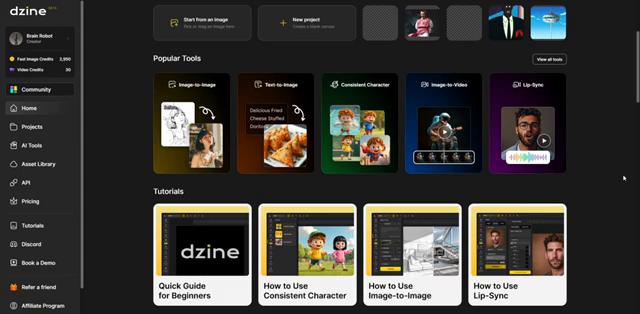 dzine BETA
Brain Robot
Creator
Fast Image Credits 2,950
Video Credits 30
Community
Home
Projects
AI Tools
Asset Library
API
Pricing
Tutorials
Discord
Book a Demo
Refer a friend
Affiliate Program
Start from an image
Pick or drag an image here
New project
Create a blank canvas
Popular Tools
View all tools
Image-to-Image
Text-to-Image
Consistent Character
Image-to-Video
Lip-Sync
Delicious Fried
Cheese Stuffed
Tutorials
dzine
Quick Guide
for Beginners
How to Use
Consistent Character
How to Use
Image-to-Image
How to Use
Lip-Sync